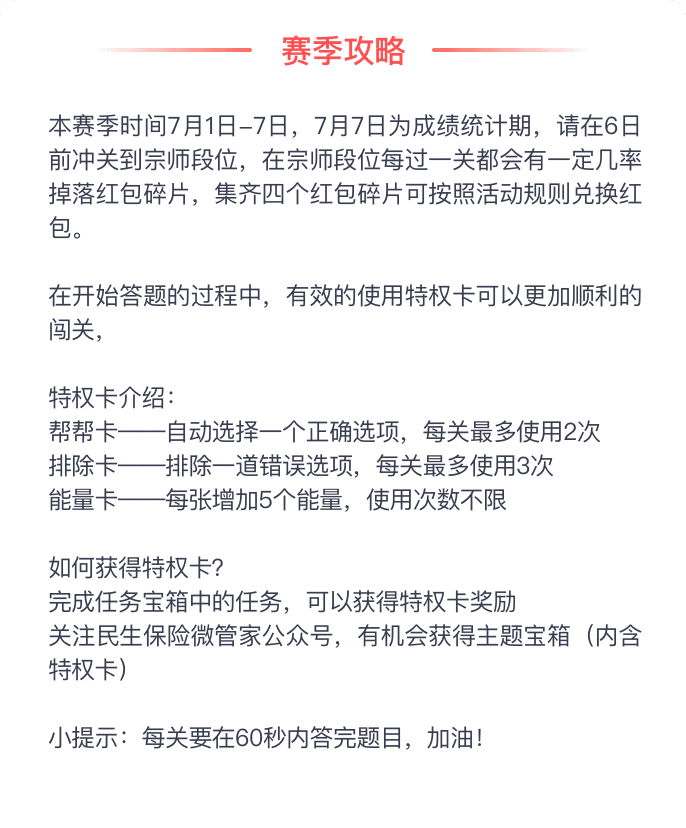 赛季攻略
本赛季时间7月1日-7日，7月7日为成绩统计期，请在6日
前冲关到宗师段位，在宗师段位每过一关都会有一定几率
掉落红包碎片，集齐四个红包碎片可按照活动规则兑换红
包。
在开始答题的过程中，有效的使用特权卡可以更加顺利的
闯关，
特权卡介绍：
帮帮卡——自动选择一个正确选项，每关最多使用2次
排除卡——排除一道错误选项，每关最多使用3次
能量卡——每张增加5个能量，使用次数不限
如何获得特权卡？
完成任务宝箱中的任务，可以获得特权卡奖励
关注民生保险微管家公众号，有机会获得主题宝箱（内含
特权卡）
小提示：每关要在60秒内答完题目，加油！